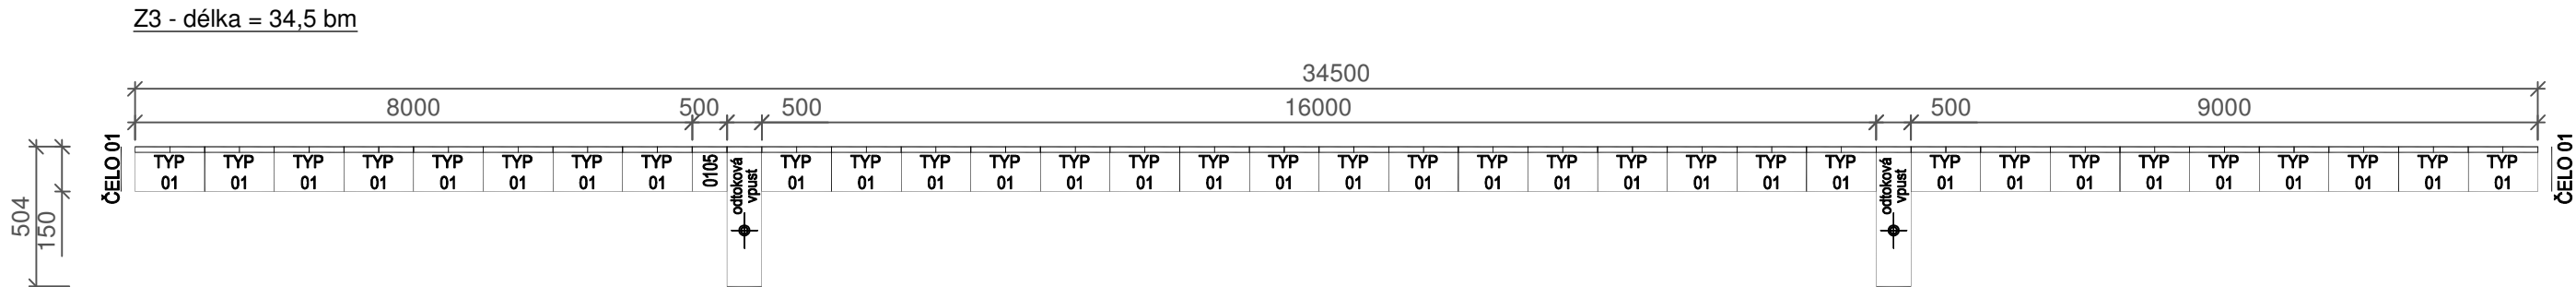 Z3 - délka = 34,5 bm
34500
8000 500 500 16000 500 9000
ČELO 01
TYP TYP TYP TYP TYP TYP TYP TYP
01 01 01 01 01 01 01 01
0105
odtoková
vpust
TYP TYP TYP TYP TYP TYP TYP TYP TYP TYP TYP TYP TYP TYP TYP TYP
01 01 01 01 01 01 01 01 01 01 01 01 01 01 01 01
odtoková
vpust
TYP TYP TYP TYP TYP TYP TYP TYP TYP
01 01 01 01 01 01 01 01 01
ČELO 01
504
150